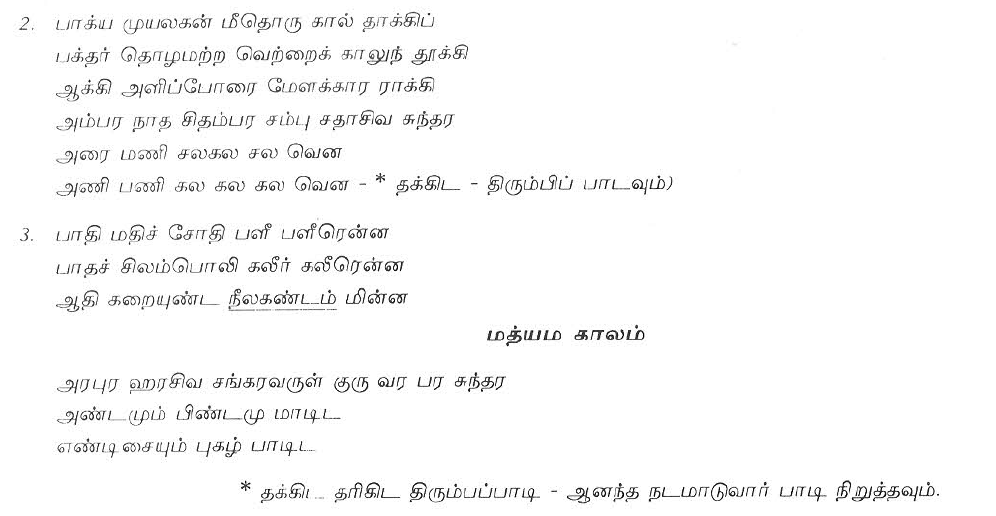 2. பாக்ய முயலகன் மீதொரு கால் தாக்கிப்
பக்தர் தொழமற்ற வெற்றைக் காலுந் தூக்கி
ஆக்கி அளிப்போரை மேளக்கார ராக்கி
அம்பர நாத சிதம்பர சம்பு சதாசிவ சுந்தர
அரை மணி சலசல சல வென
அணி பணி கல கல கல வென - * தக்கிட - திரும்பிப் பாடவும்)
3. பாதி மதிச் சோதி பளீ பளீரென்ன
பாதச் சிலம்பொலி கலீர் கலீரென்ன
ஆதி கறையுண்ட நீலகண்டம் மின்ன
மத்யம காலம்
அரபுர ஹரசிவ சங்கரவருள் குரு வர பர சுந்தர
அண்டமும் பிண்டமு மாடிட
எண்டிசையும் புகழ் பாடிட
* தக்கிட தரிகிட திரும்பப்பாடி - ஆனந்த நடமாடுவார் பாடி நிறுத்தவும்.